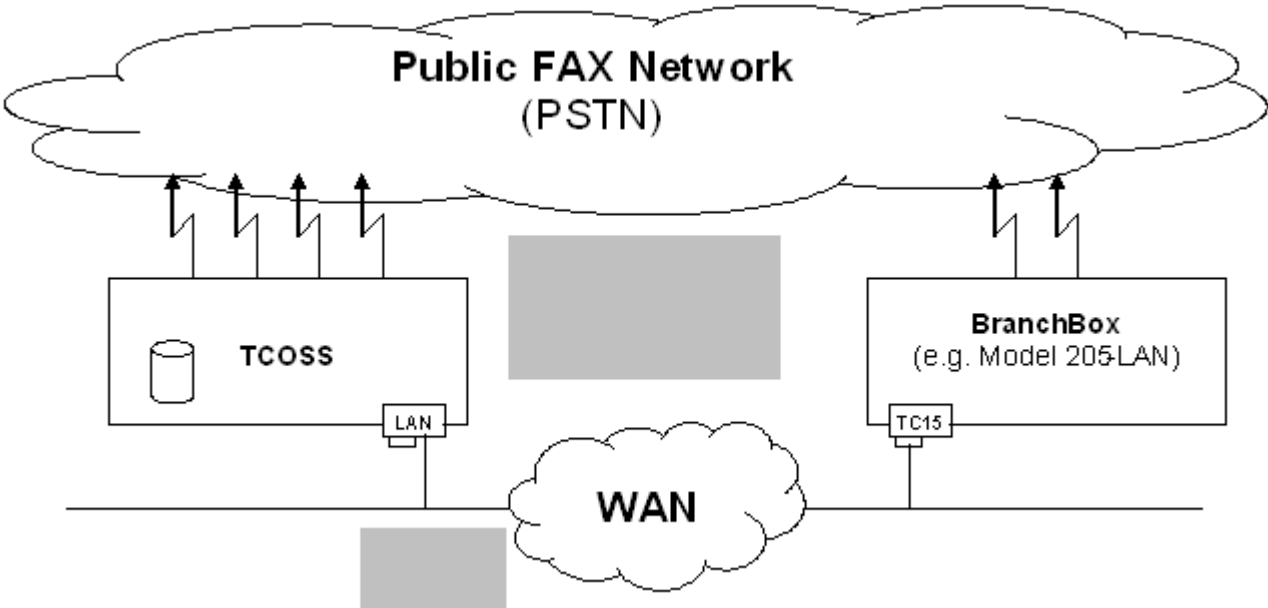 Public FAX Network
(PSTN)
TCOSS
BranchBox
(e.g. Model 205-LAN)
LAN
TC15
WAN